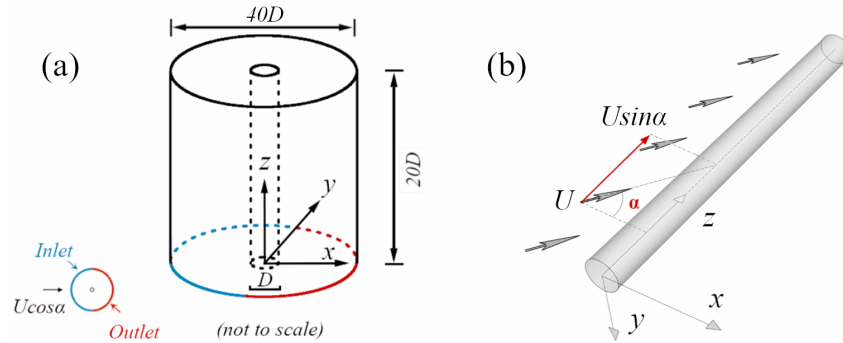 40D
(a)
z
y
x
20D
D
Inlet
Ucosα
Outlet
(not to scale)
(b)
Usinα
U
α
z
x
y